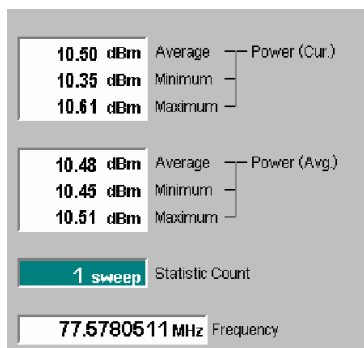 10.50 dBm Average Power (Cur.)
10.35 dBm Minimum
10.61 dBm Maximum
10.48 dBm Average Power (Avg.)
10.45 dBm Minimum
10.51 dBm Maximum
1 sweep Statistic Count
77.5780511 MHz Frequency